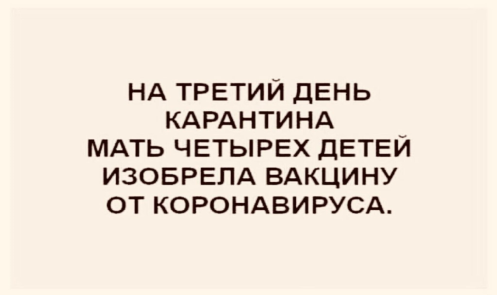 НА ТРЕТИЙ ДЕНЬ
КАРАНТИНА
МАТЬ ЧЕТЫРЕХ ДЕТЕЙ
ИЗОБРЕЛА ВАКЦИНУ
ОТ КОРОНАВИРУСА.